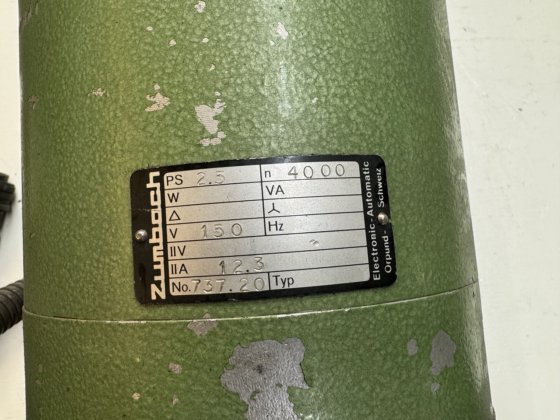 Zumbach
PS 2.5 n 4000
W VA
△ 人
V 150 Hz
IIV
IIA 12.3
No. 737.20 Typ
Electronic-Automatic
Orpund - Schweiz